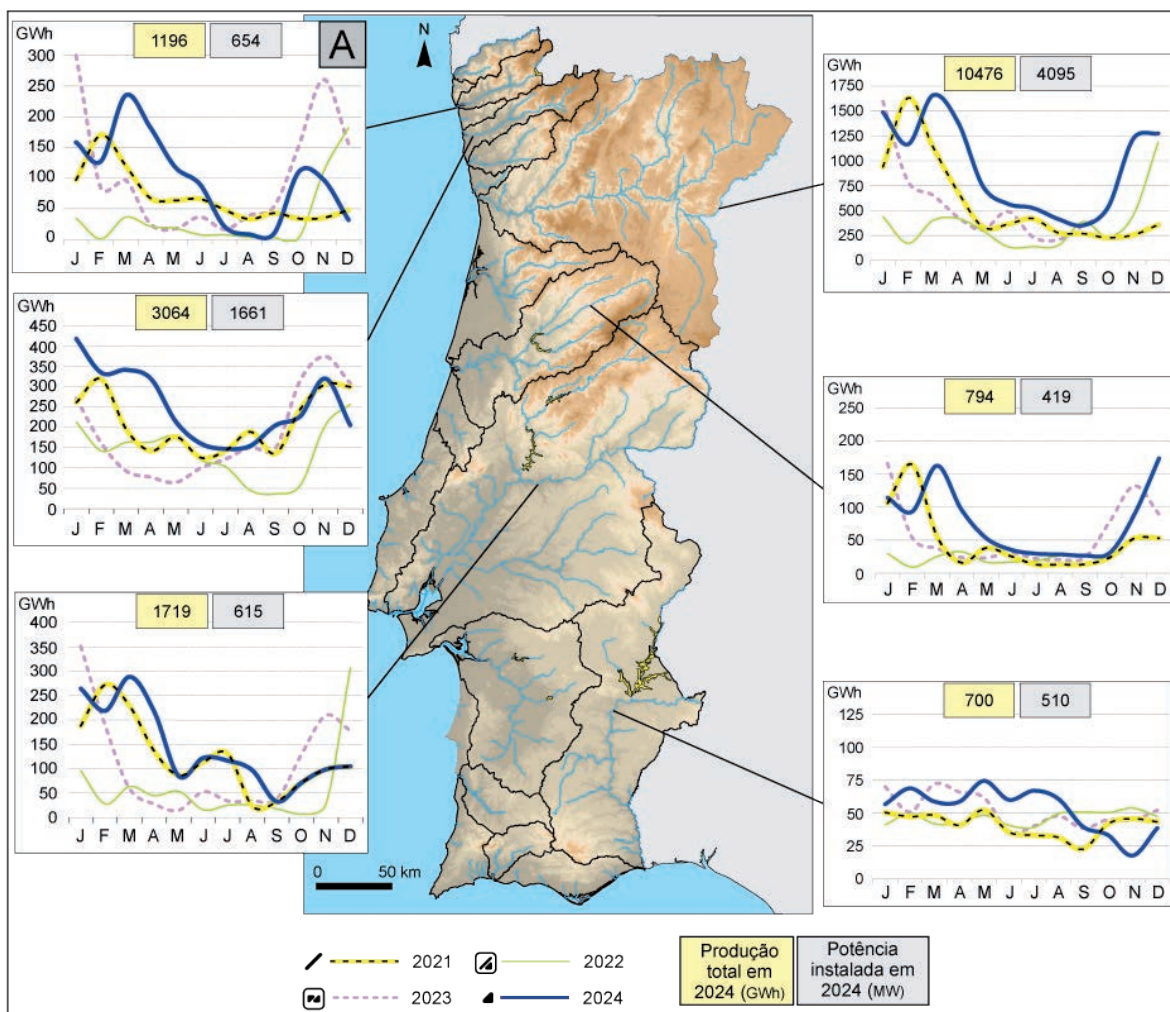 GWh
1196 654 A
300
250
200
150
100
50
0
J F M A M J J A S O N D
GWh
3064 1661
450
400
350
300
250
200
150
100
50
0
J F M A M J J A S O N D
GWh
1719 615
400
350
300
250
200
150
100
50
0
J F M A M J J A S O N D
N
0 50 km
GWh
10476 4095
1750
1500
1250
1000
750
500
250
0
J F M A M J J A S O N D
GWh
794 419
250
200
150
100
50
0
J F M A M J J A S O N D
GWh
700 510
125
100
75
50
25
0
J F M A M J J A S O N D
2021 2022
2023 2024
Produção
total em
2024 (GWh)
Potência
instalada em
2024 (MW)